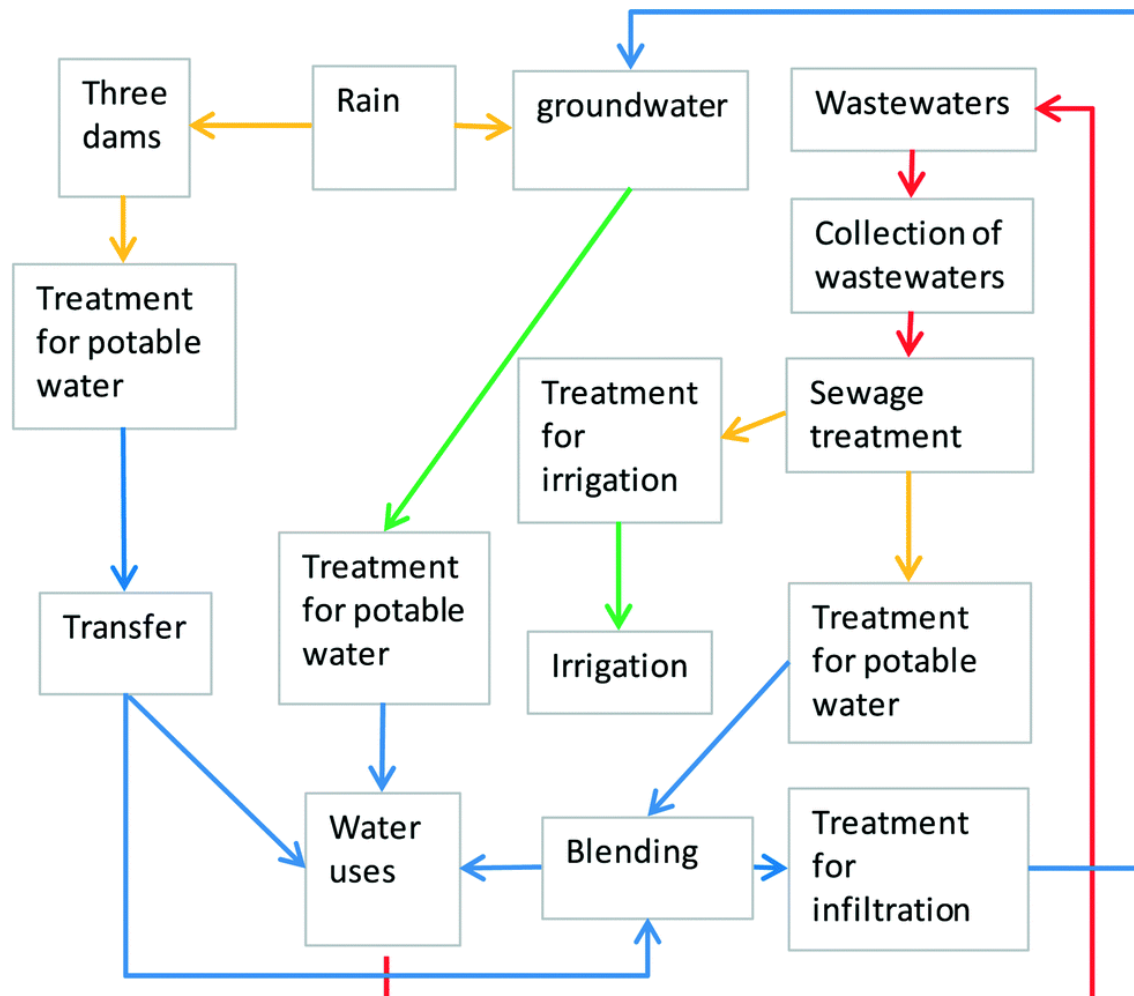 Three
dams
Rain
groundwater
Wastewaters
Collection of
wastewaters
Treatment
for potable
water
Treatment
for
irrigation
Sewage
treatment
Treatment
for potable
water
Transfer
Irrigation
Treatment
for potable
water
Water
uses
Blending
Treatment
for
infiltration